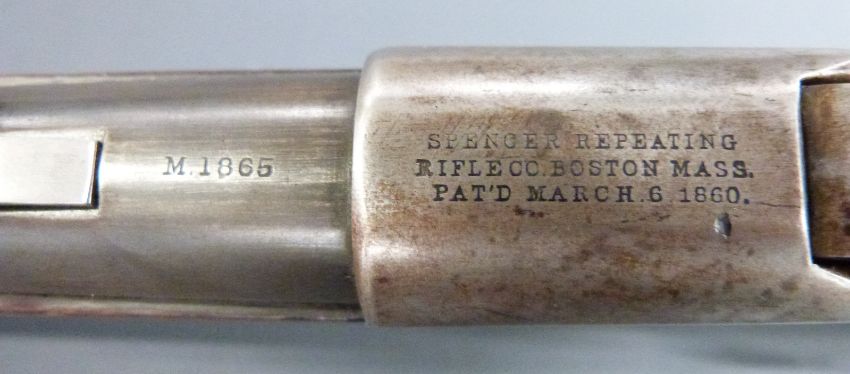 M.1865
SPENCER REPEATING
RIFLE CO. BOSTON MASS.
PAT'D MARCH.6 1860.